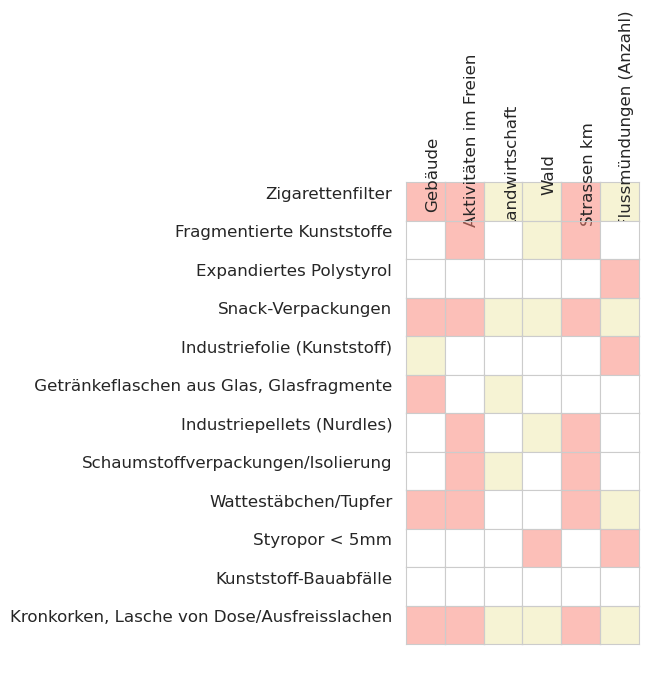 Gebäude
Aktivitäten im Freien
Landwirtschaft
Wald
Strassen km
Flussmündungen (Anzahl)
Zigarettenfilter
Fragmentierte Kunststoffe
Expandiertes Polystyrol
Snack-Verpackungen
Industriefolie (Kunststoff)
Getränkeflaschen aus Glas, Glasfragmente
Industriepellets (Nurdles)
Schaumstoffverpackungen/Isolierung
Wattestäbchen/Tupfer
Styropor < 5mm
Kunststoff-Bauabfälle
Kronkorken, Lasche von Dose/Ausfreisslachen